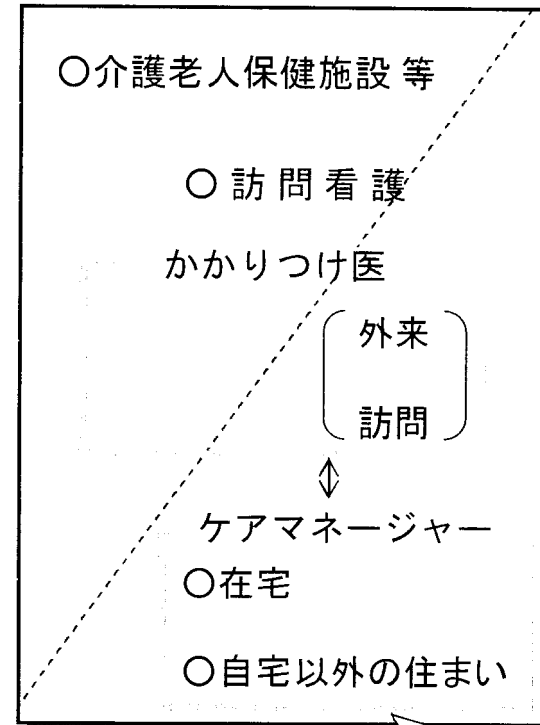 ○介護老人保健施設等
○訪問看護
かかりつけ医
外来
訪問
ケアマネージャー
○在宅
○自宅以外の住まい